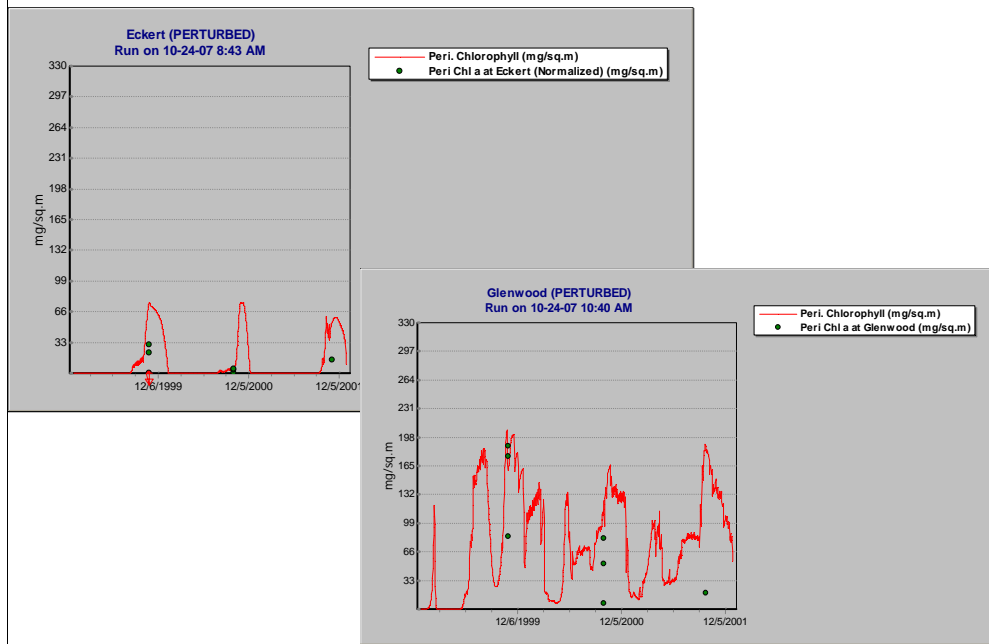 Eckert (PERTURBED)
Run on 10-24-07 8:43 AM
Peri. Chlorophyll (mg/sq.m)
Peri Chl a at Eckert (Normalized) (mg/sq.m)
330
297
264
231
198
165
132
99
66
33
mg/sq.m
12/6/1999
12/5/2000
12/5/2001
Glenwood (PERTURBED)
Run on 10-24-07 10:40 AM
Peri. Chlorophyll (mg/sq.m)
Peri Chl a at Glenwood (mg/sq.m)
330
297
264
231
198
165
132
99
66
33
mg/sq.m
12/6/1999
12/5/2000
12/5/2001